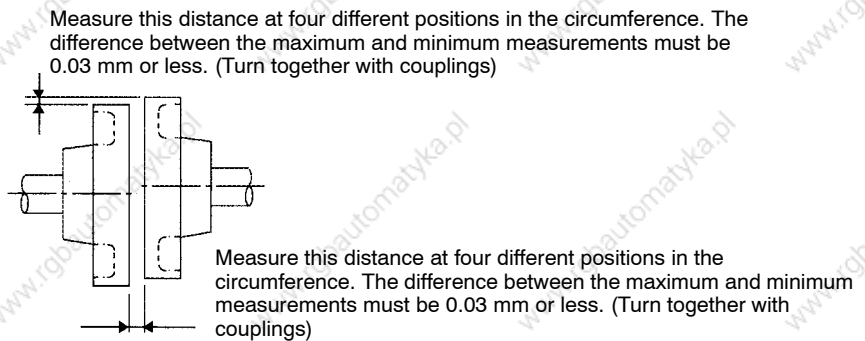 Measure this distance at four different positions in the circumference. The
difference between the maximum and minimum measurements must be
0.03 mm or less. (Turn together with couplings)
Measure this distance at four different positions in the
circumference. The difference between the maximum and minimum
measurements must be 0.03 mm or less. (Turn together with
couplings)
www.rgbautomatyka.pl